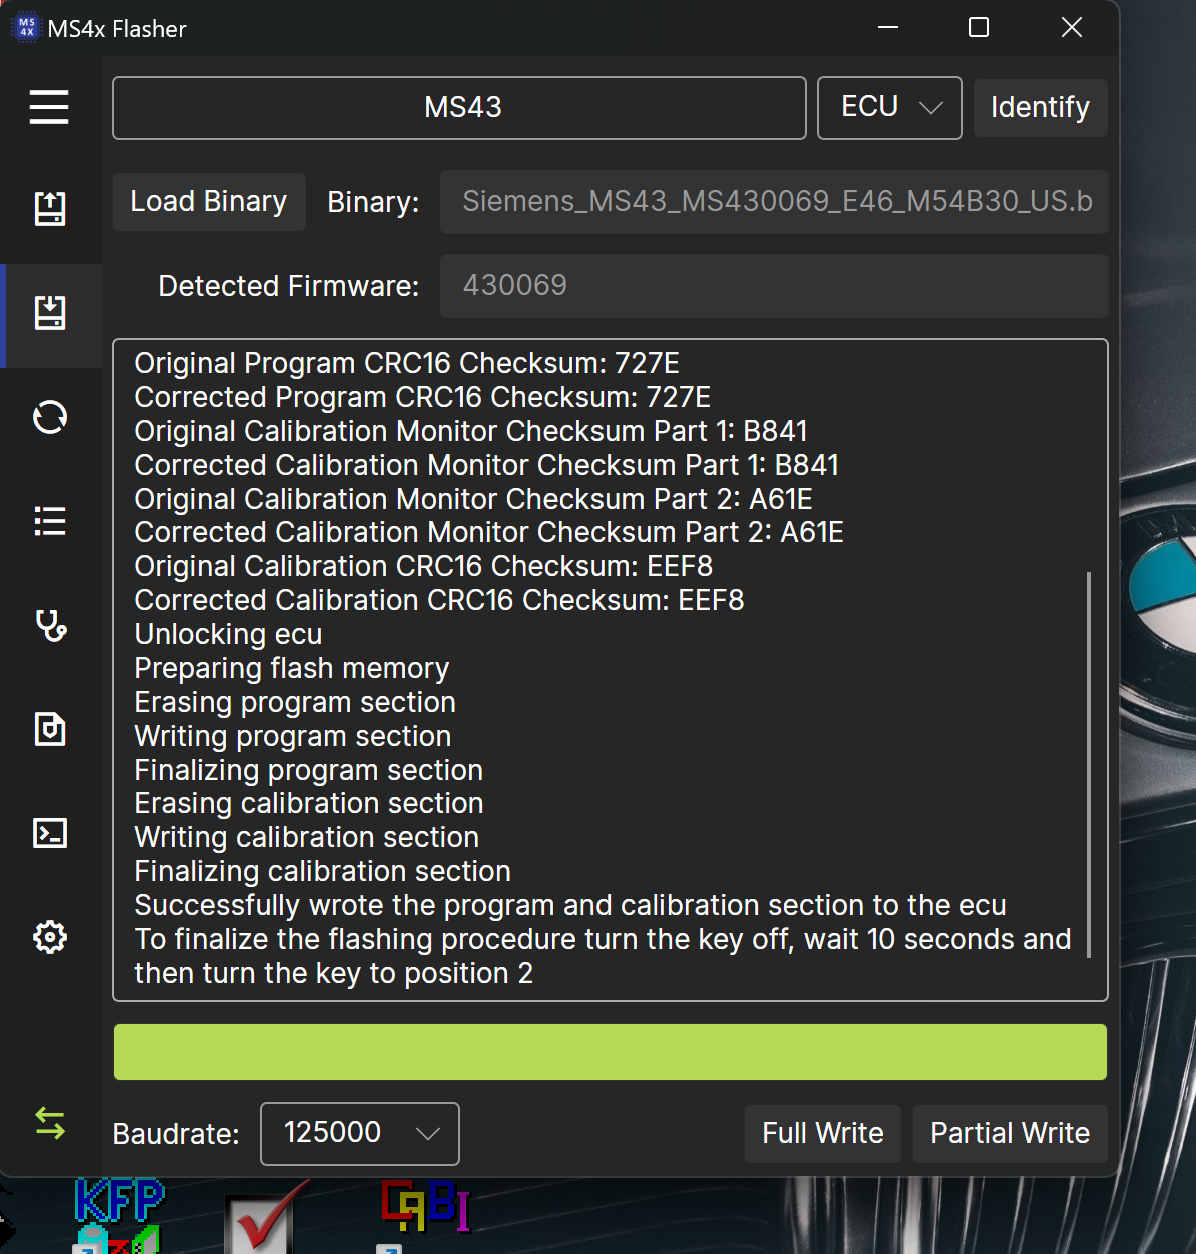 MS
4X
MS4x Flasher
MS43
ECU
Identify
Load Binary
Binary:
Siemens_MS43_MS430069_E46_M54B30_US.b
Detected Firmware:
430069
Original Program CRC16 Checksum: 727E
Corrected Program CRC16 Checksum: 727E
Original Calibration Monitor Checksum Part 1: B841
Corrected Calibration Monitor Checksum Part 1: B841
Original Calibration Monitor Checksum Part 2: A61E
Corrected Calibration Monitor Checksum Part 2: A61E
Original Calibration CRC16 Checksum: EEF8
Corrected Calibration CRC16 Checksum: EEF8
Unlocking ecu
Preparing flash memory
Erasing program section
Writing program section
Finalizing program section
Erasing calibration section
Writing calibration section
Finalizing calibration section
Successfully wrote the program and calibration section to the ecu
To finalize the flashing procedure turn the key off, wait 10 seconds and
then turn the key to position 2
Baudrate:
125000
Full Write
Partial Write
KFP
CABI